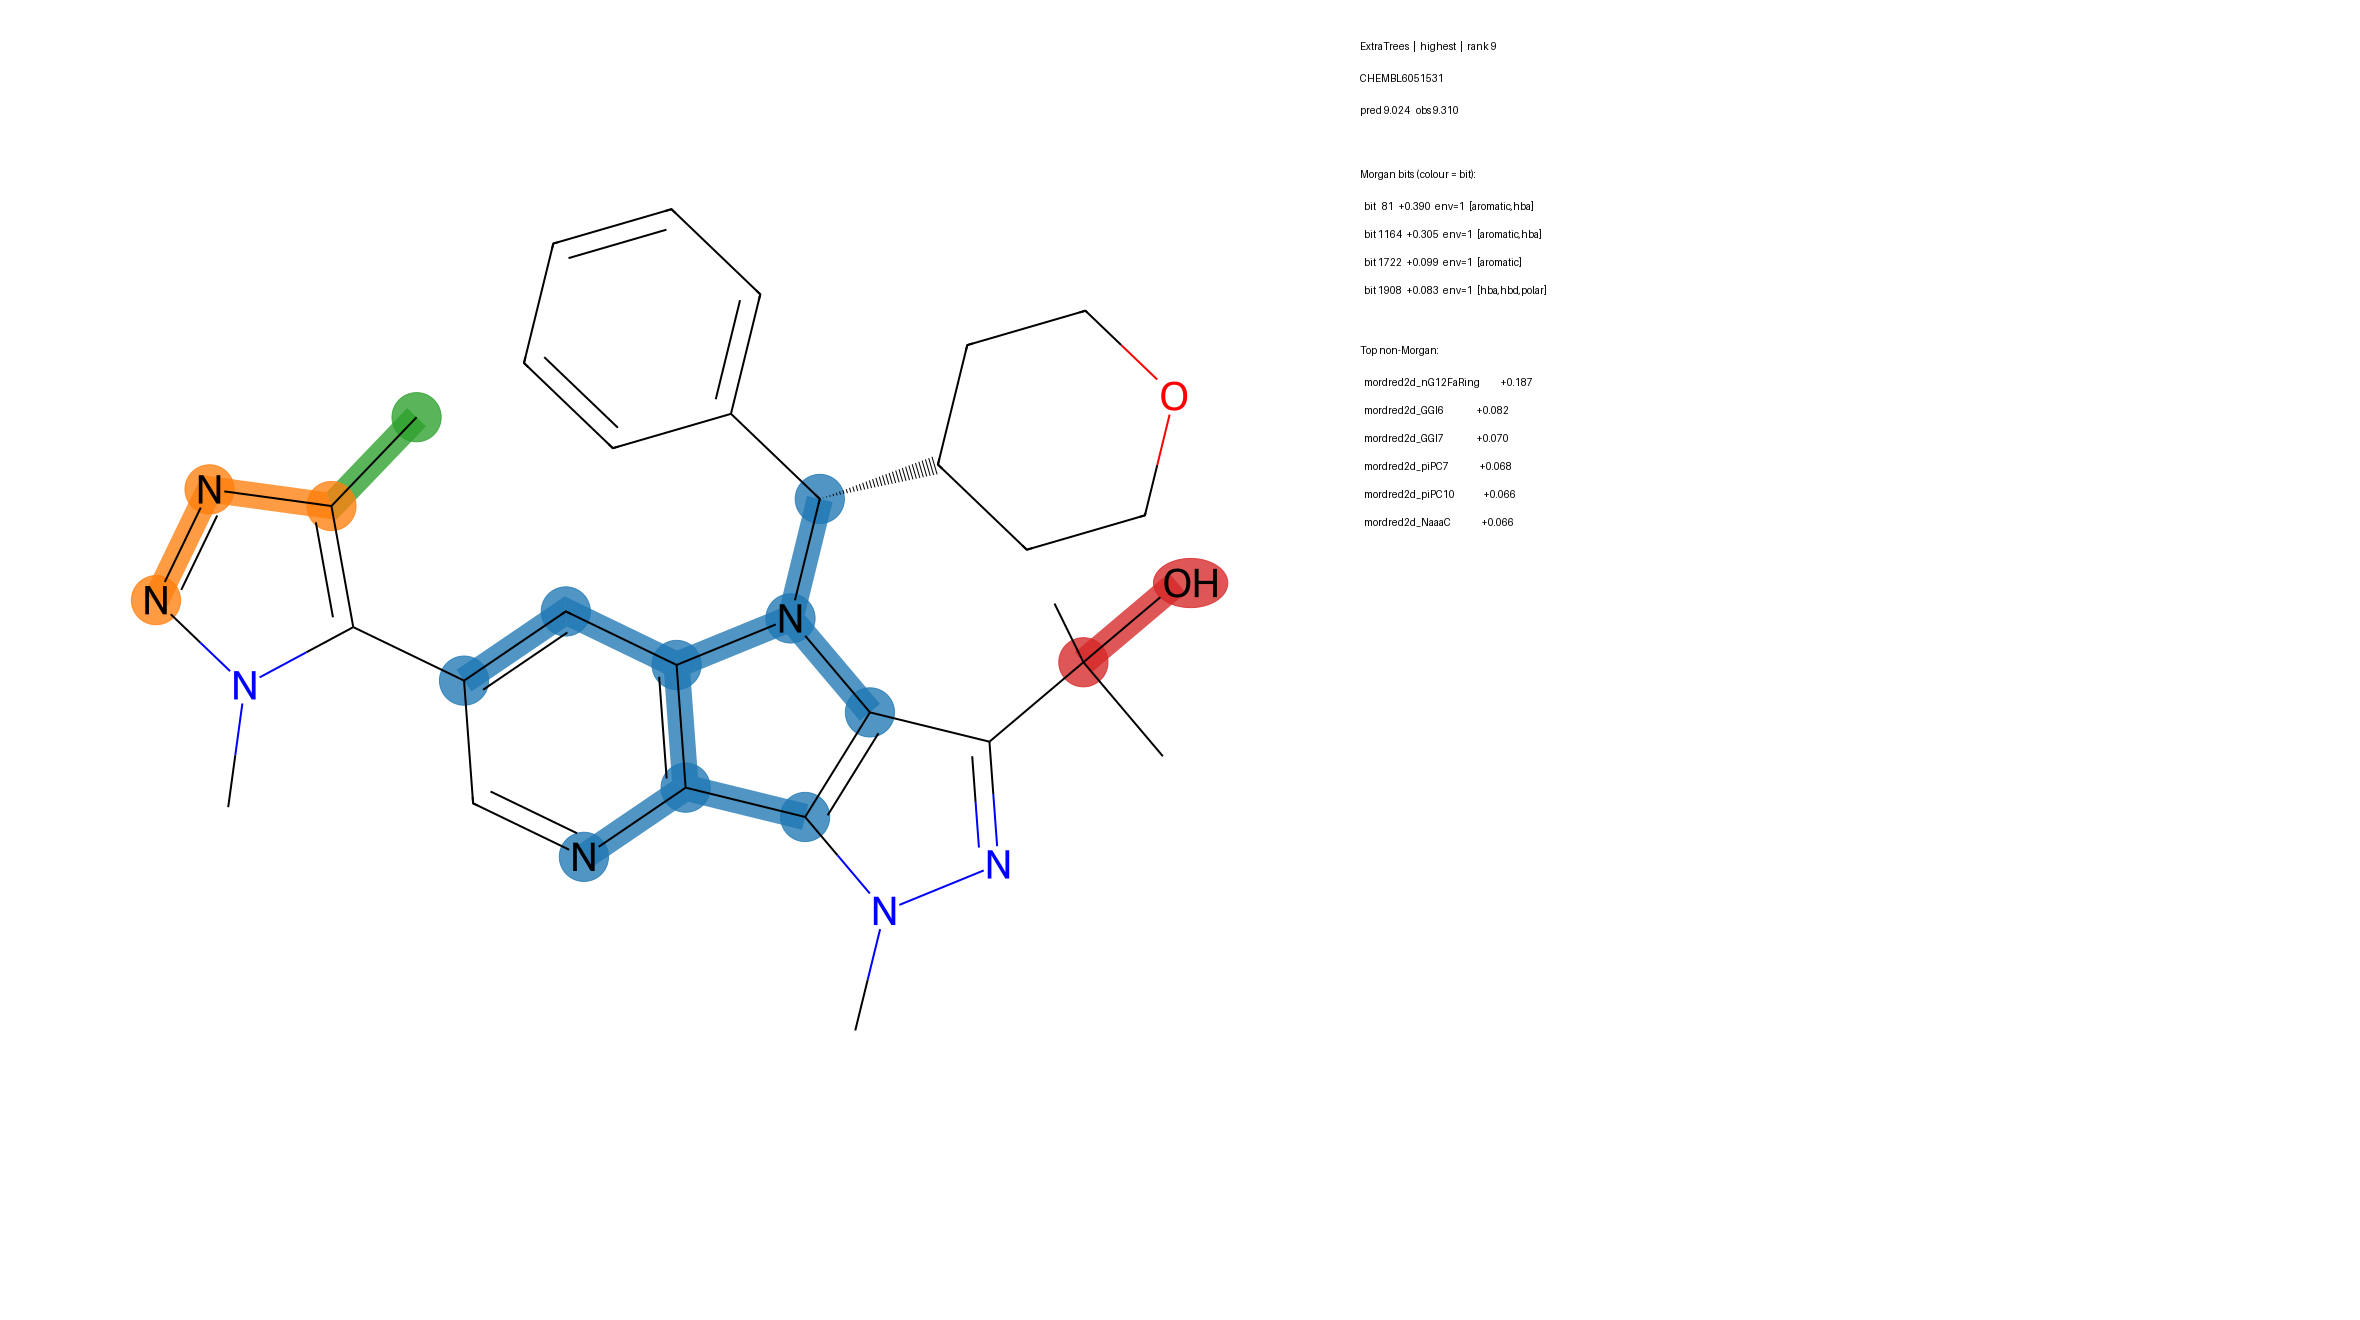 ExtraTrees | highest | rank 9
CHEMBL6051531
pred 9.024 obs 9.310
Morgan bits (colour = bit):
bit 81 +0.390 env=1 [aromatic,hba]
bit 1164 +0.305 env=1 [aromatic,hba]
bit 1722 +0.099 env=1 [aromatic]
bit 1908 +0.083 env=1 [hba,hbd,polar]
Top non-Morgan:
mordred2d_nG12FaRing +0.187
mordred2d_GGI6 +0.082
mordred2d_GGI7 +0.070
mordred2d_piPC7 +0.068
mordred2d_piPC10 +0.066
mordred2d_NaaaC +0.066
O
N
OH
N
N
N
N
N
N